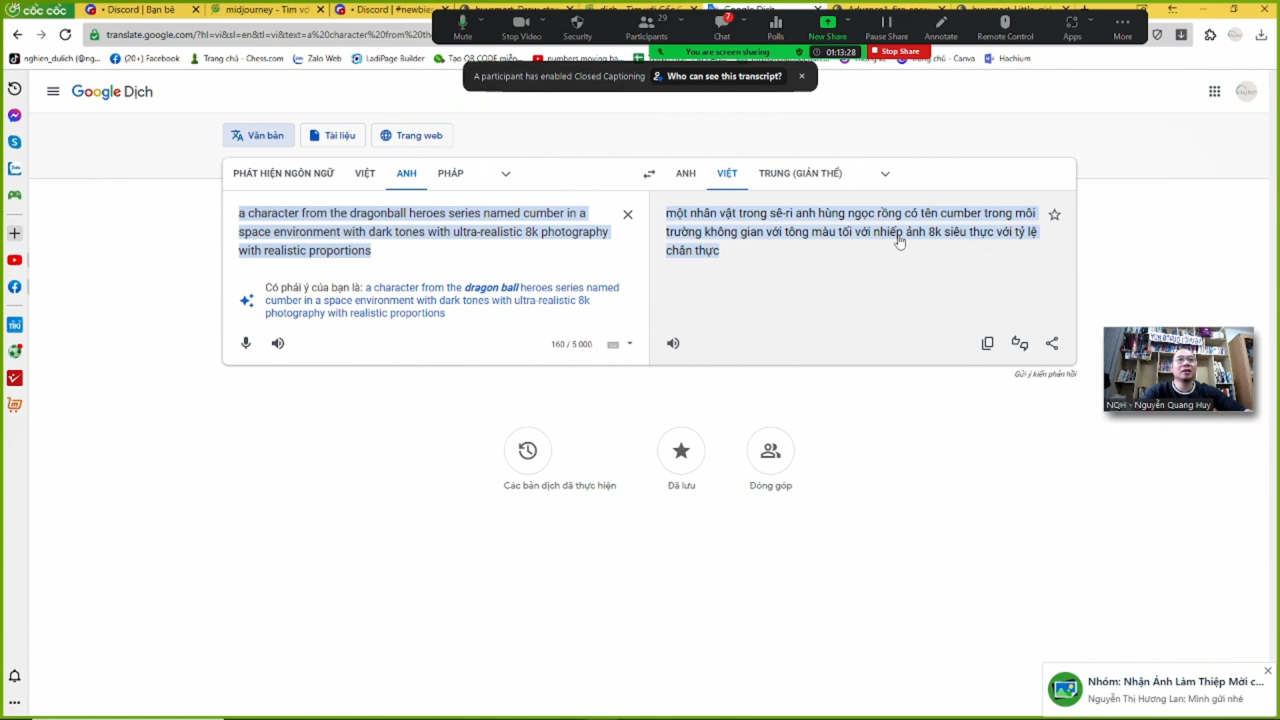 cốc cốc
• Discord | Bạn bè
midjourney - Tìm vớ
• Discord | #newbies
Mute
Stop Video
Security
29
Participants
7
Chat
Polls
New Share
Pause Share
Annotate
Remote Control
Apps
More
translate.google.com/?hl=vi&sl=en&tl=vi&text=a%20character%20from%20th
You are screen sharing
01:13:28
Stop Share
nghien_dulich (@ng...
(20+) Facebook
Trang chủ - Chess.com
Zalo Web
LadiPage Builder
Tạo QR CODE miễn
chủ - Canva
Hachium
A participant has enabled Closed Captioning
Who can see this transcript?
Google Dịch
Văn bản
Tài liệu
Trang web
PHÁT HIỆN NGÔN NGỮ
VIỆT
ANH
PHÁP
ANH
VIỆT
TRUNG (GIẢN THỂ)
a character from the dragonball heroes series named cumber in a
space environment with dark tones with ultra-realistic 8k photography
with realistic proportions
một nhân vật trong sê-ri anh hùng ngọc rồng có tên cumber trong môi
trường không gian với tông màu tối với nhiếp ảnh 8k siêu thực với tỷ lệ
chân thực
Có phải ý của bạn là: a character from the dragon ball heroes series named
cumber in a space environment with dark tones with ultra-realistic 8k
photography with realistic proportions
160 / 5.000
Gửi ý kiến phản hồi
NQH - Nguyễn Quang Huy
Các bản dịch đã thực hiện
Đã lưu
Đóng góp
Nhóm: Nhận Ảnh Làm Thiệp Mời c...
Nguyễn Thị Hương Lan: Mình gửi nhé